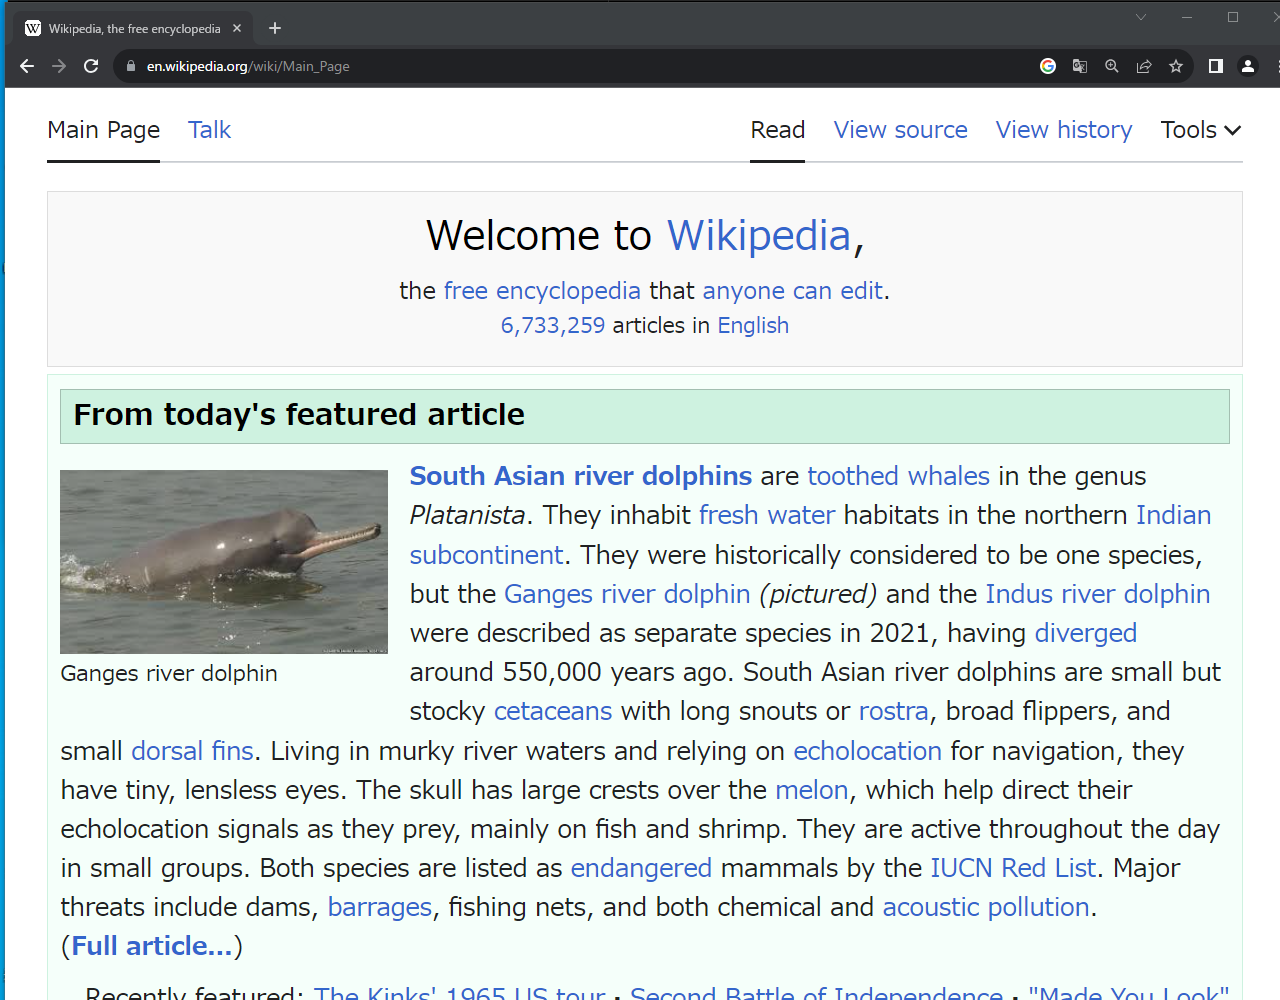 Wikipedia, the free encyclopedia
en.wikipedia.org/wiki/Main_Page
Main Page Talk Read View source View history Tools
Welcome to Wikipedia,
the free encyclopedia that anyone can edit.
6,733,259 articles in English
From today's featured article
South Asian river dolphins are toothed whales in the genus
Platanista. They inhabit fresh water habitats in the northern Indian
subcontinent. They were historically considered to be one species,
but the Ganges river dolphin (pictured) and the Indus river dolphin
were described as separate species in 2021, having diverged
around 550,000 years ago. South Asian river dolphins are small but
stocky cetaceans with long snouts or rostra, broad flippers, and
Ganges river dolphin
small dorsal fins. Living in murky river waters and relying on echolocation for navigation, they
have tiny, lensless eyes. The skull has large crests over the melon, which help direct their
echolocation signals as they prey, mainly on fish and shrimp. They are active throughout the day
in small groups. Both species are listed as endangered mammals by the IUCN Red List. Major
threats include dams, barrages, fishing nets, and both chemical and acoustic pollution.
(Full article...)
Recently featured: The Kinks' 1965 US tour · Second Battle of Independence · "Made You Look"